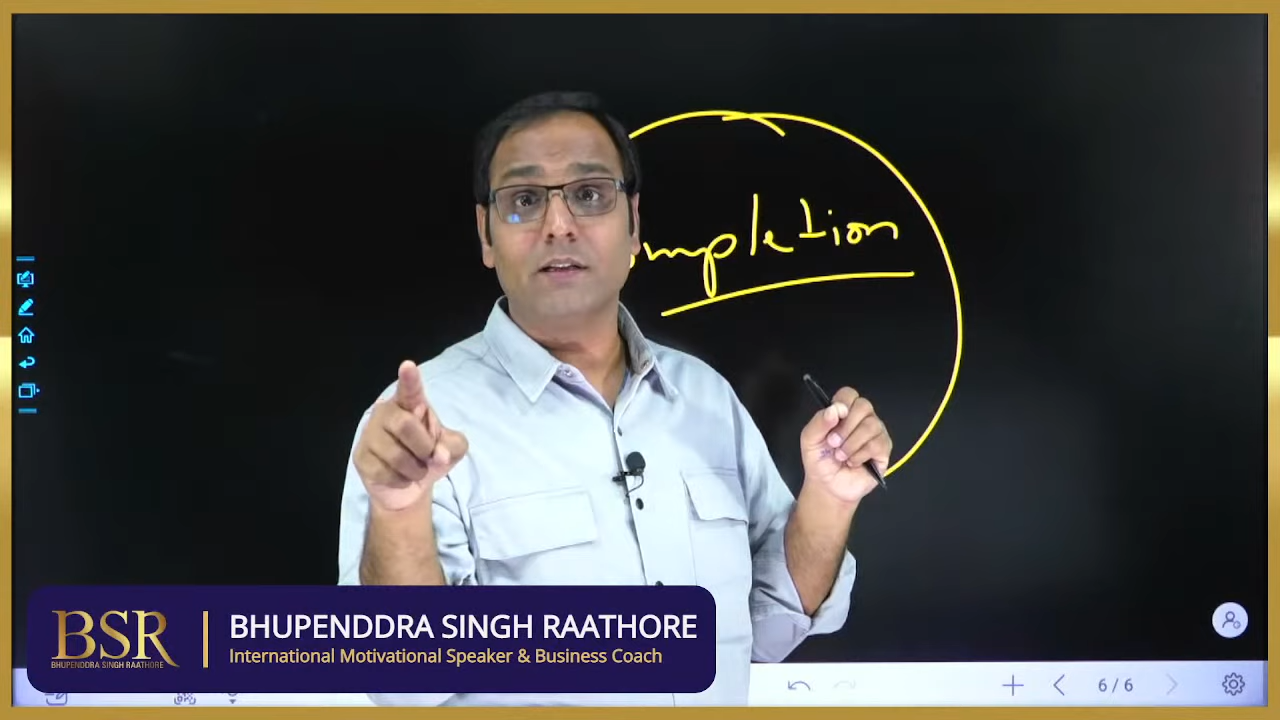 mpletion
BSR
BHUPENDDRA SINGH RAATHORE
BHUPENDDRA SINGH RAATHORE
International Motivational Speaker & Business Coach
6/6